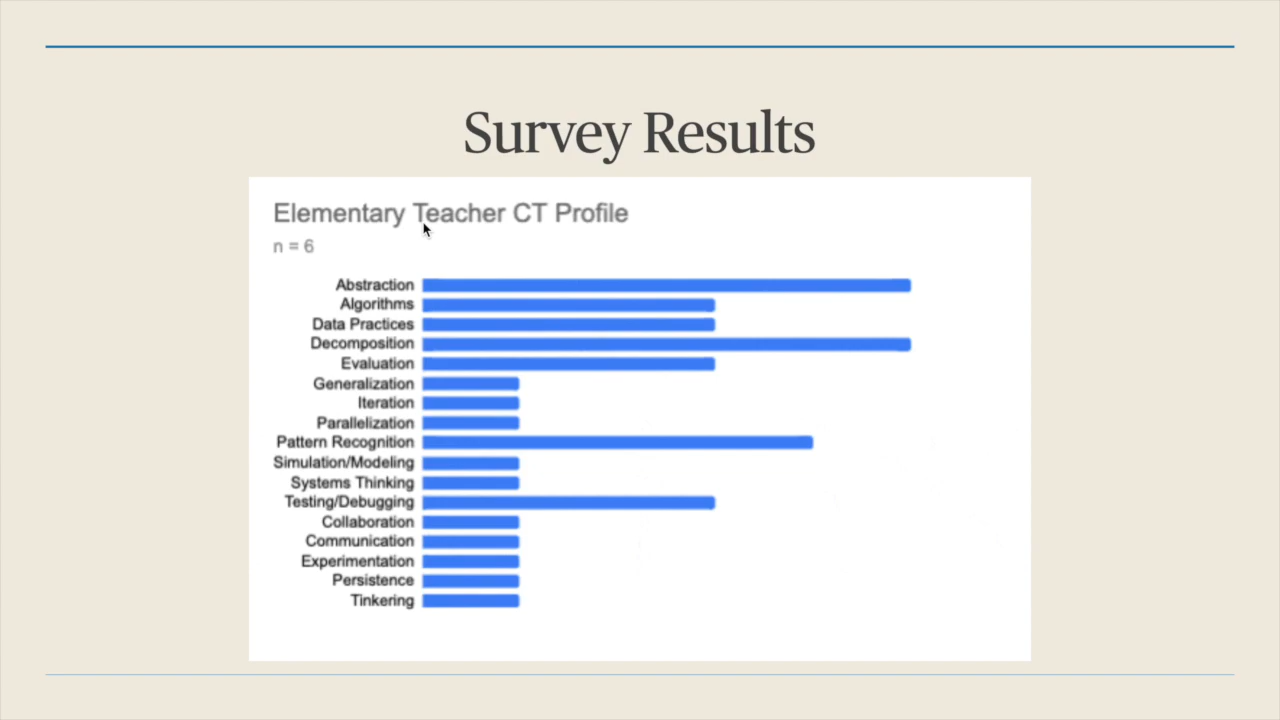 Survey Results
Elementary Teacher CT Profile
n = 6
Abstraction
Algorithms
Data Practices
Decomposition
Evaluation
Generalization
Iteration
Parallelization
Pattern Recognition
Simulation/Modeling
Systems Thinking
Testing/Debugging
Collaboration
Communication
Experimentation
Persistence
Tinkering